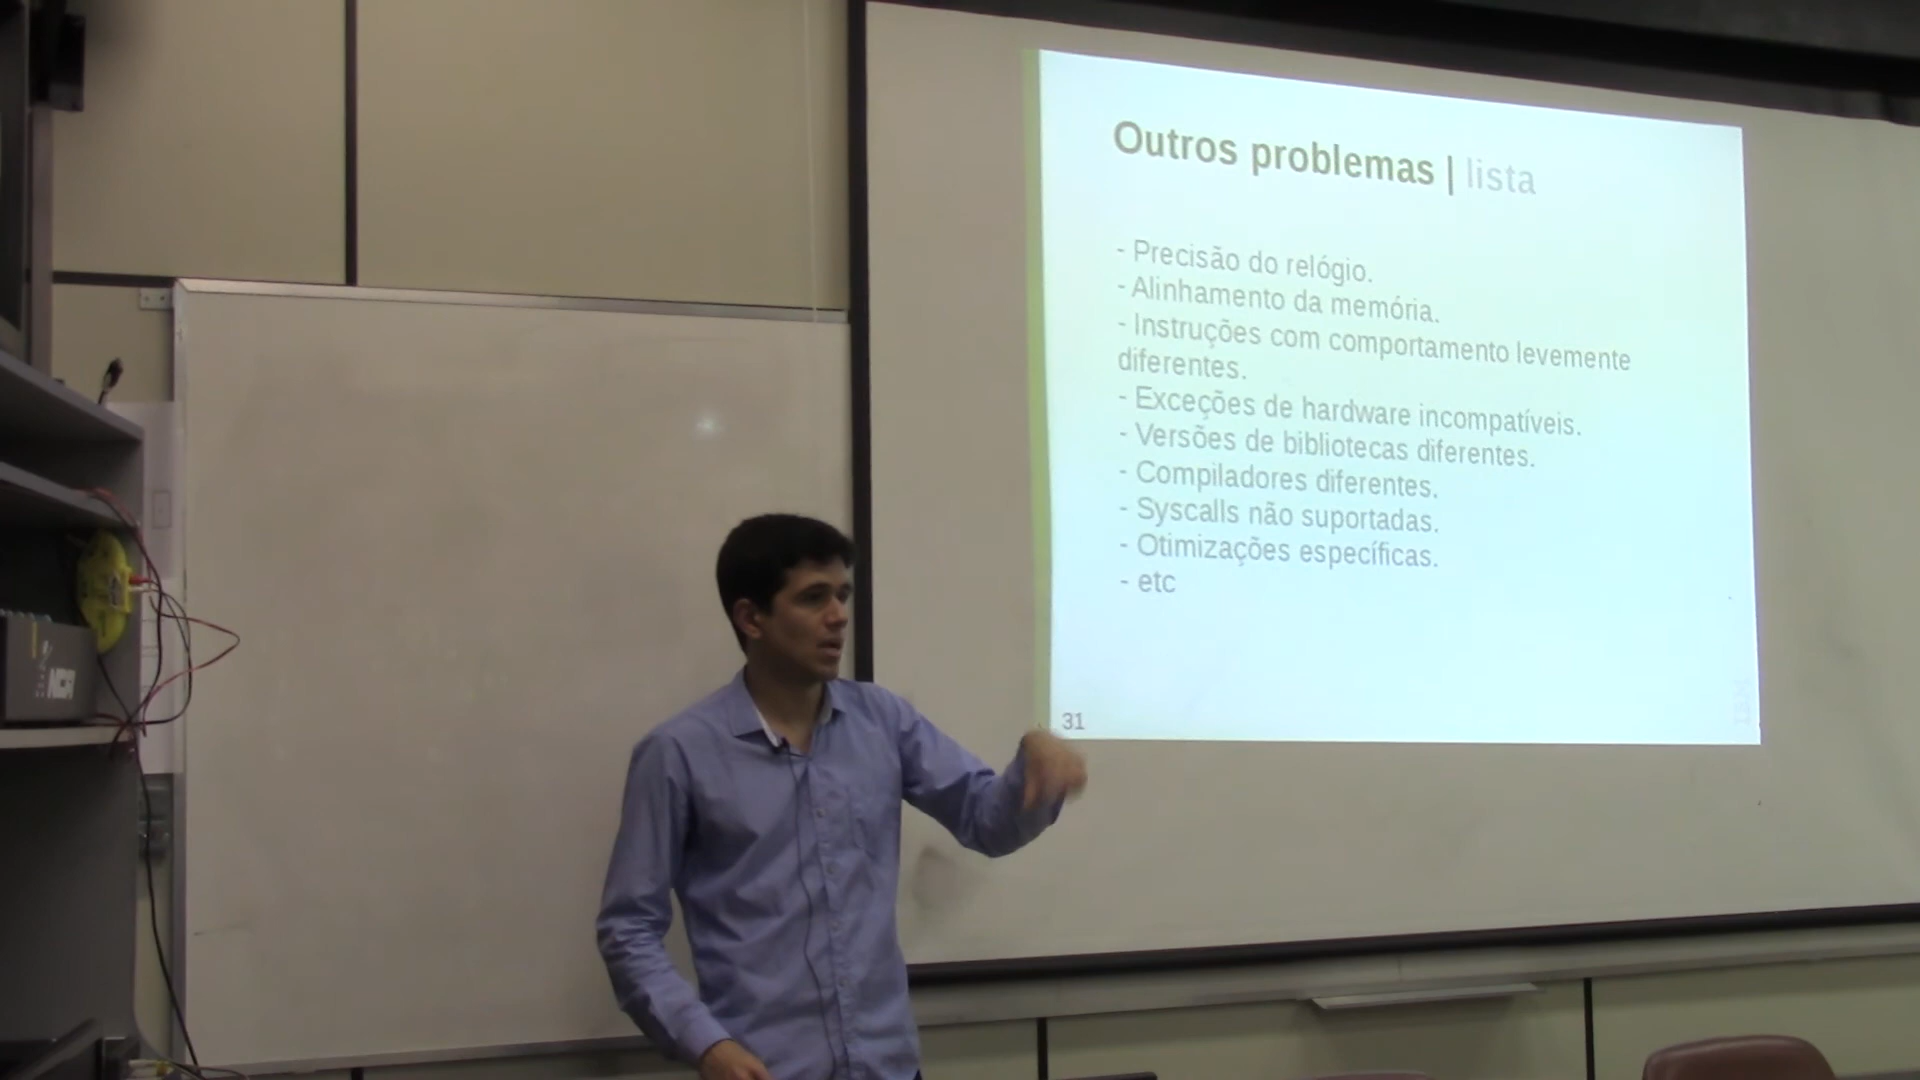 Outros problemas | lista
- Precisão do relógio.
- Alinhamento da memória.
- Instruções com comportamento levemente
diferentes.
- Exceções de hardware incompatíveis.
- Versões de bibliotecas diferentes.
- Compiladores diferentes.
- Syscalls não suportadas.
- Otimizações específicas.
- etc
31